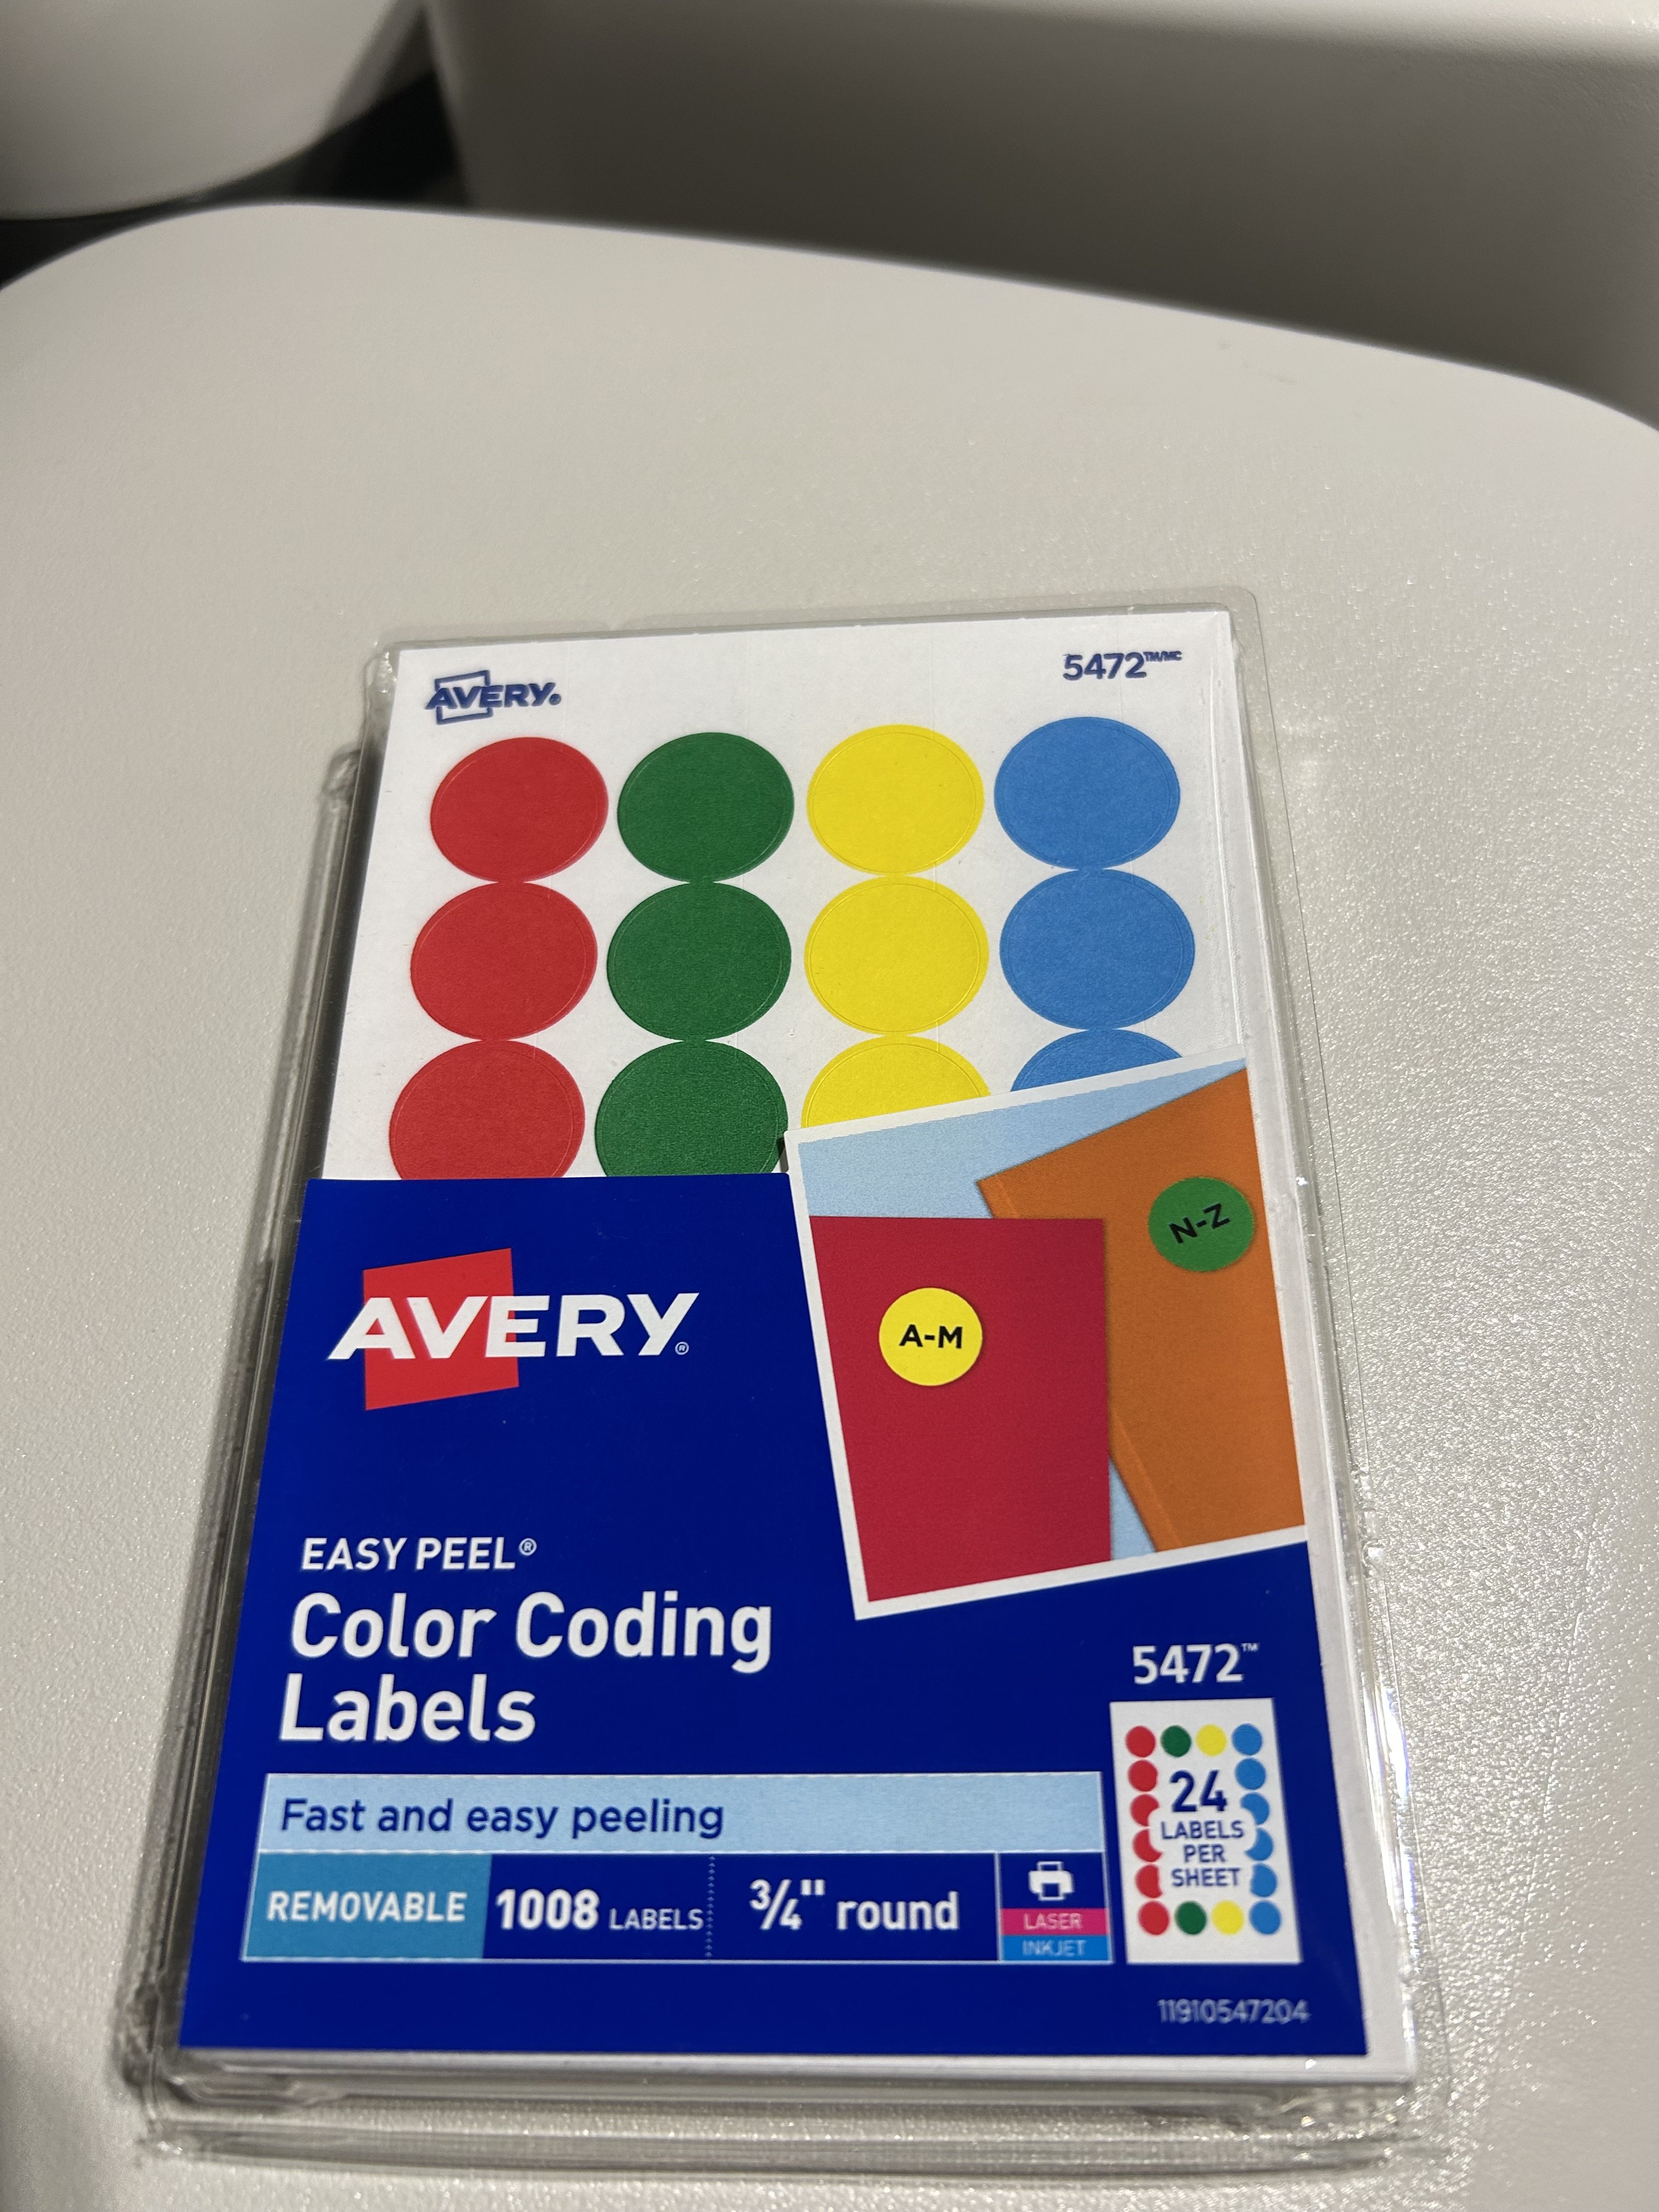 AVERY®
5472™/MC
N-Z
A-M
AVERY®
EASY PEEL®
Color Coding
Labels
5472™
24
LABELS
PER
SHEET
Fast and easy peeling
REMOVABLE
1008 LABELS
¾" round
LASER
INKJET
11910547204